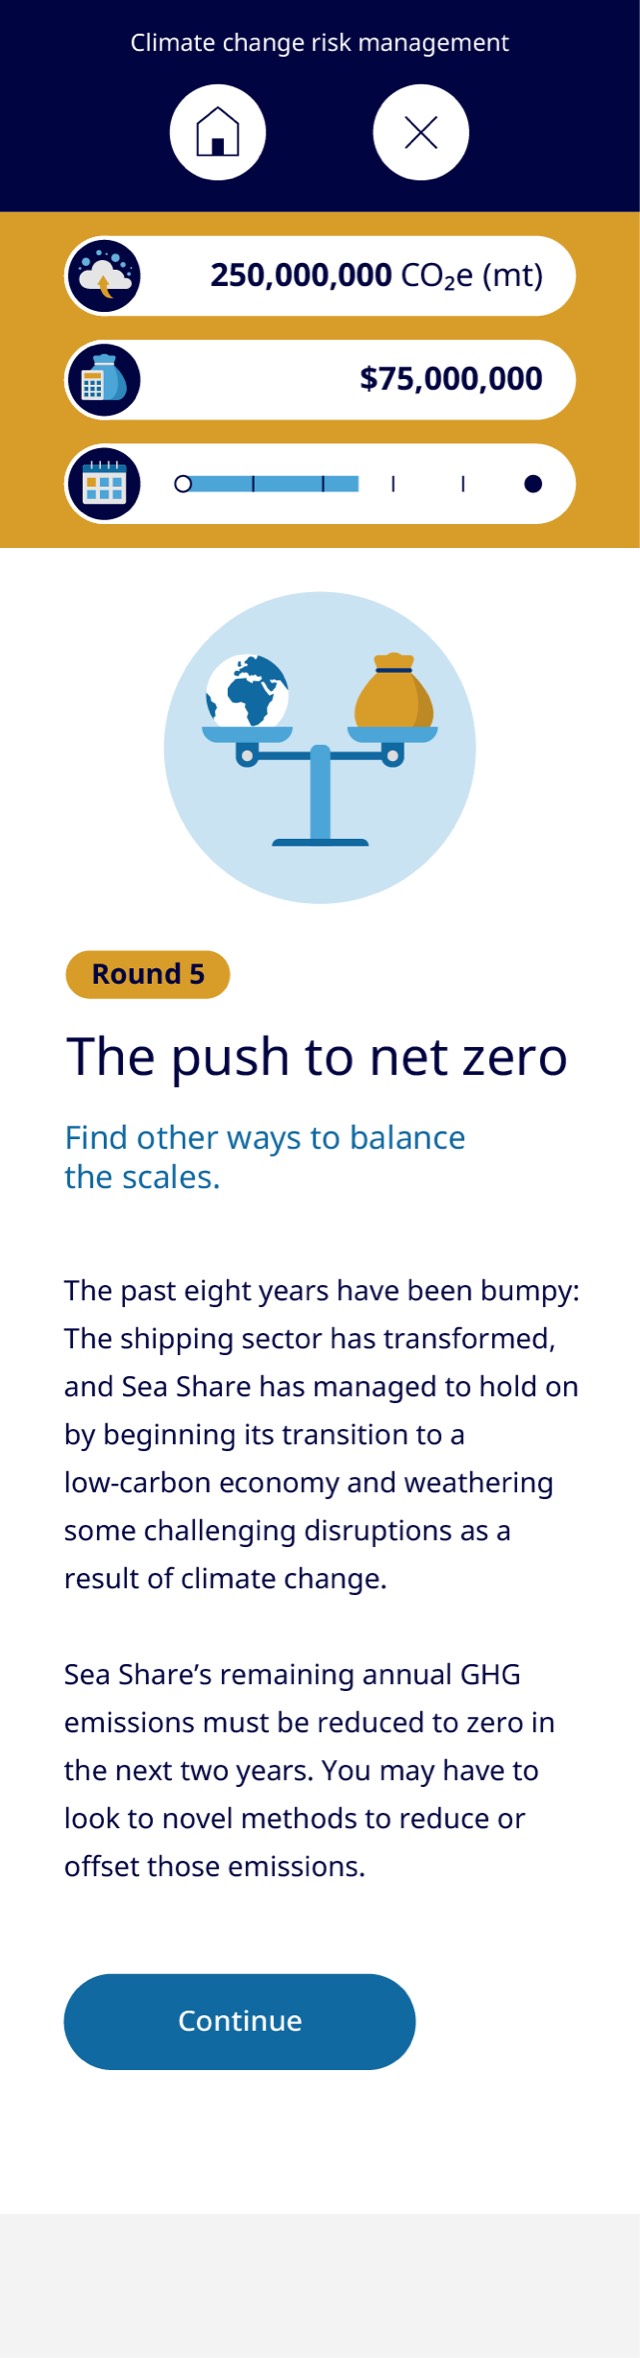 Climate change risk management
250,000,000 CO₂e (mt)
$75,000,000
Round 5
The push to net zero
Find other ways to balance
the scales.
The past eight years have been bumpy:
The shipping sector has transformed,
and Sea Share has managed to hold on
by beginning its transition to a
low-carbon economy and weathering
some challenging disruptions as a
result of climate change.
Sea Share’s remaining annual GHG
emissions must be reduced to zero in
the next two years. You may have to
look to novel methods to reduce or
offset those emissions.
Continue